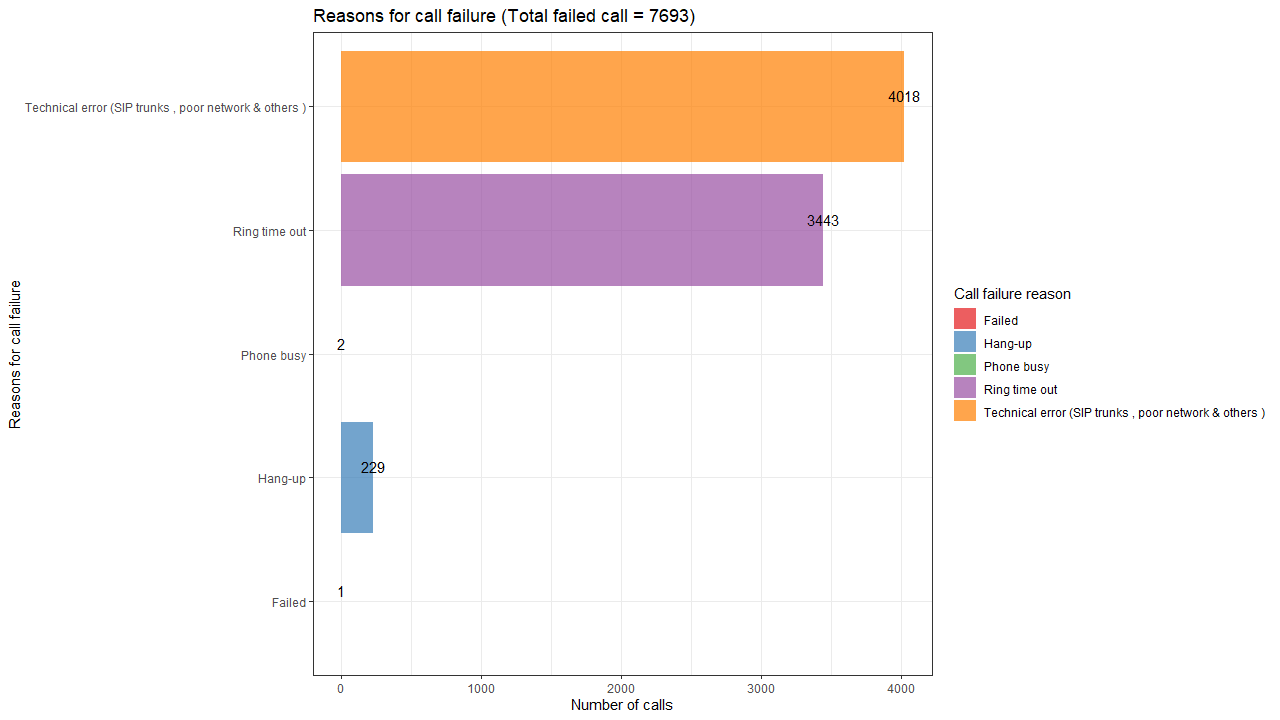 Reasons for call failure (Total failed call = 7693)
Technical error (SIP trunks , poor network & others )
4018
Ring time out
3443
Phone busy
2
Hang-up
229
Failed
1
Reasons for call failure
0 1000 2000 3000 4000
Number of calls
Call failure reason
Failed
Hang-up
Phone busy
Ring time out
Technical error (SIP trunks , poor network & others )